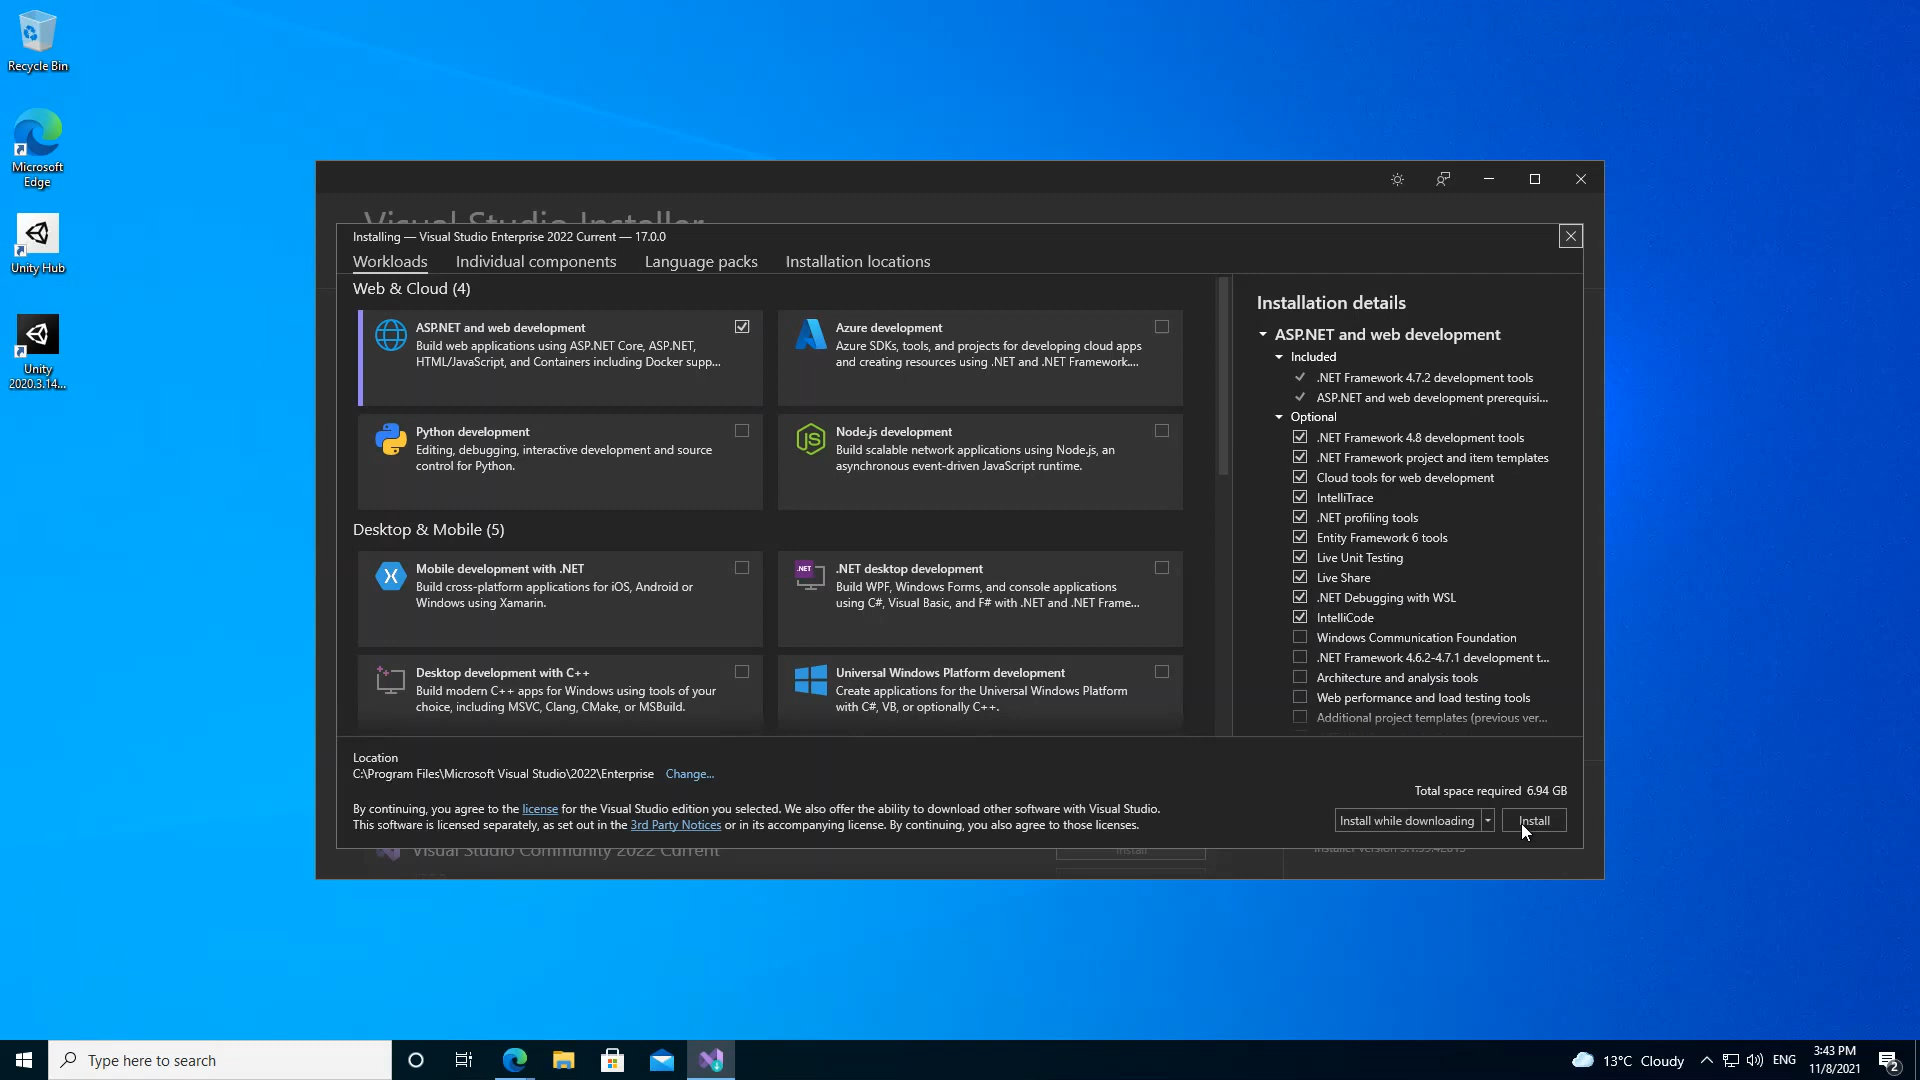 Recycle Bin
Microsoft
Edge
Unity Hub
Unity
2020.3.14...
Visual Studio Installer
Installing — Visual Studio Enterprise 2022 Current — 17.0.0
Workloads Individual components Language packs Installation locations
Web & Cloud (4)
ASP.NET and web development
Build web applications using ASP.NET Core, ASP.NET,
HTML/JavaScript, and Containers including Docker supp...
Azure development
Azure SDKs, tools, and projects for developing cloud apps
and creating resources using .NET and .NET Framework....
Python development
Editing, debugging, interactive development and source
control for Python.
Node.js development
Build scalable network applications using Node.js, an
asynchronous event-driven JavaScript runtime.
Desktop & Mobile (5)
Mobile development with .NET
Build cross-platform applications for iOS, Android or
Windows using Xamarin.
.NET
.NET desktop development
Build WPF, Windows Forms, and console applications
using C#, Visual Basic, and F# with .NET and .NET Frame...
Desktop development with C++
Build modern C++ apps for Windows using tools of your
choice, including MSVC, Clang, CMake, or MSBuild.
Universal Windows Platform development
Create applications for the Universal Windows Platform
with C#, VB, or optionally C++.
Installation details
ASP.NET and web development
Included
.NET Framework 4.7.2 development tools
ASP.NET and web development prerequisi...
Optional
.NET Framework 4.8 development tools
.NET Framework project and item templates
Cloud tools for web development
IntelliTrace
.NET profiling tools
Entity Framework 6 tools
Live Unit Testing
Live Share
.NET Debugging with WSL
IntelliCode
Windows Communication Foundation
.NET Framework 4.6.2-4.7.1 development t...
Architecture and analysis tools
Web performance and load testing tools
Additional project templates (previous ver...
Location
C:\Program Files\Microsoft Visual Studio\2022\Enterprise Change...
By continuing, you agree to the license for the Visual Studio edition you selected. We also offer the ability to download other software with Visual Studio.
This software is licensed separately, as set out in the 3rd Party Notices or in its accompanying license. By continuing, you also agree to those licenses.
Total space required 6.94 GB
Install while downloading
Install
Visual Studio Community 2022 Current
Install
Type here to search
13°C Cloudy
ENG
3:43 PM
11/8/2021
2